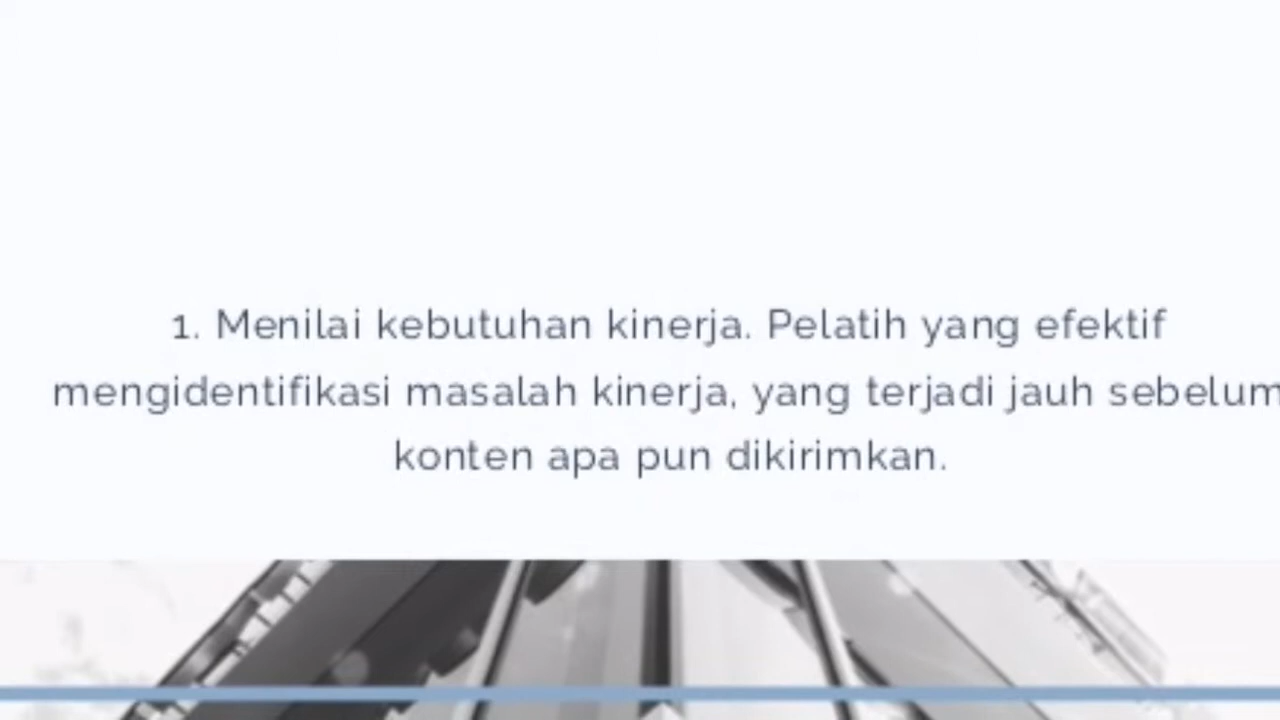 1. Menilai kebutuhan kinerja. Pelatih yang efektif
mengidentifikasi masalah kinerja, yang terjadi jauh sebelum
konten apa pun dikirimkan.